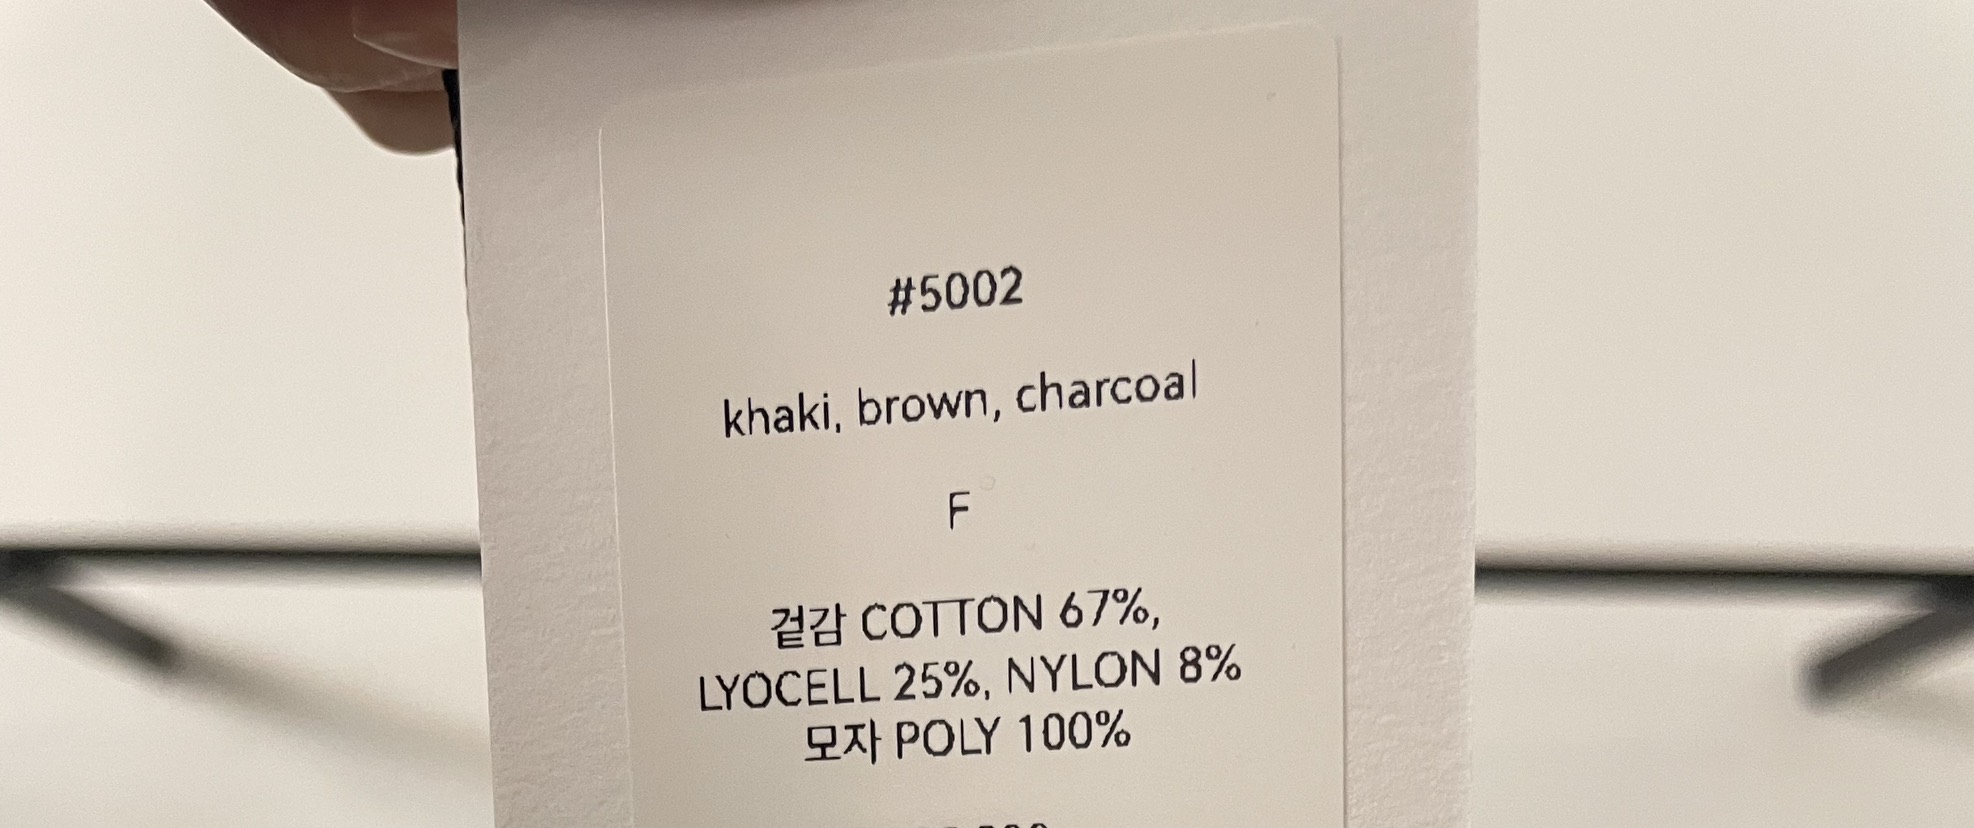 #5002
khaki, brown, charcoal
F
겉감 COTTON 67%,
LYOCELL 25%, NYLON 8%
모자 POLY 100%